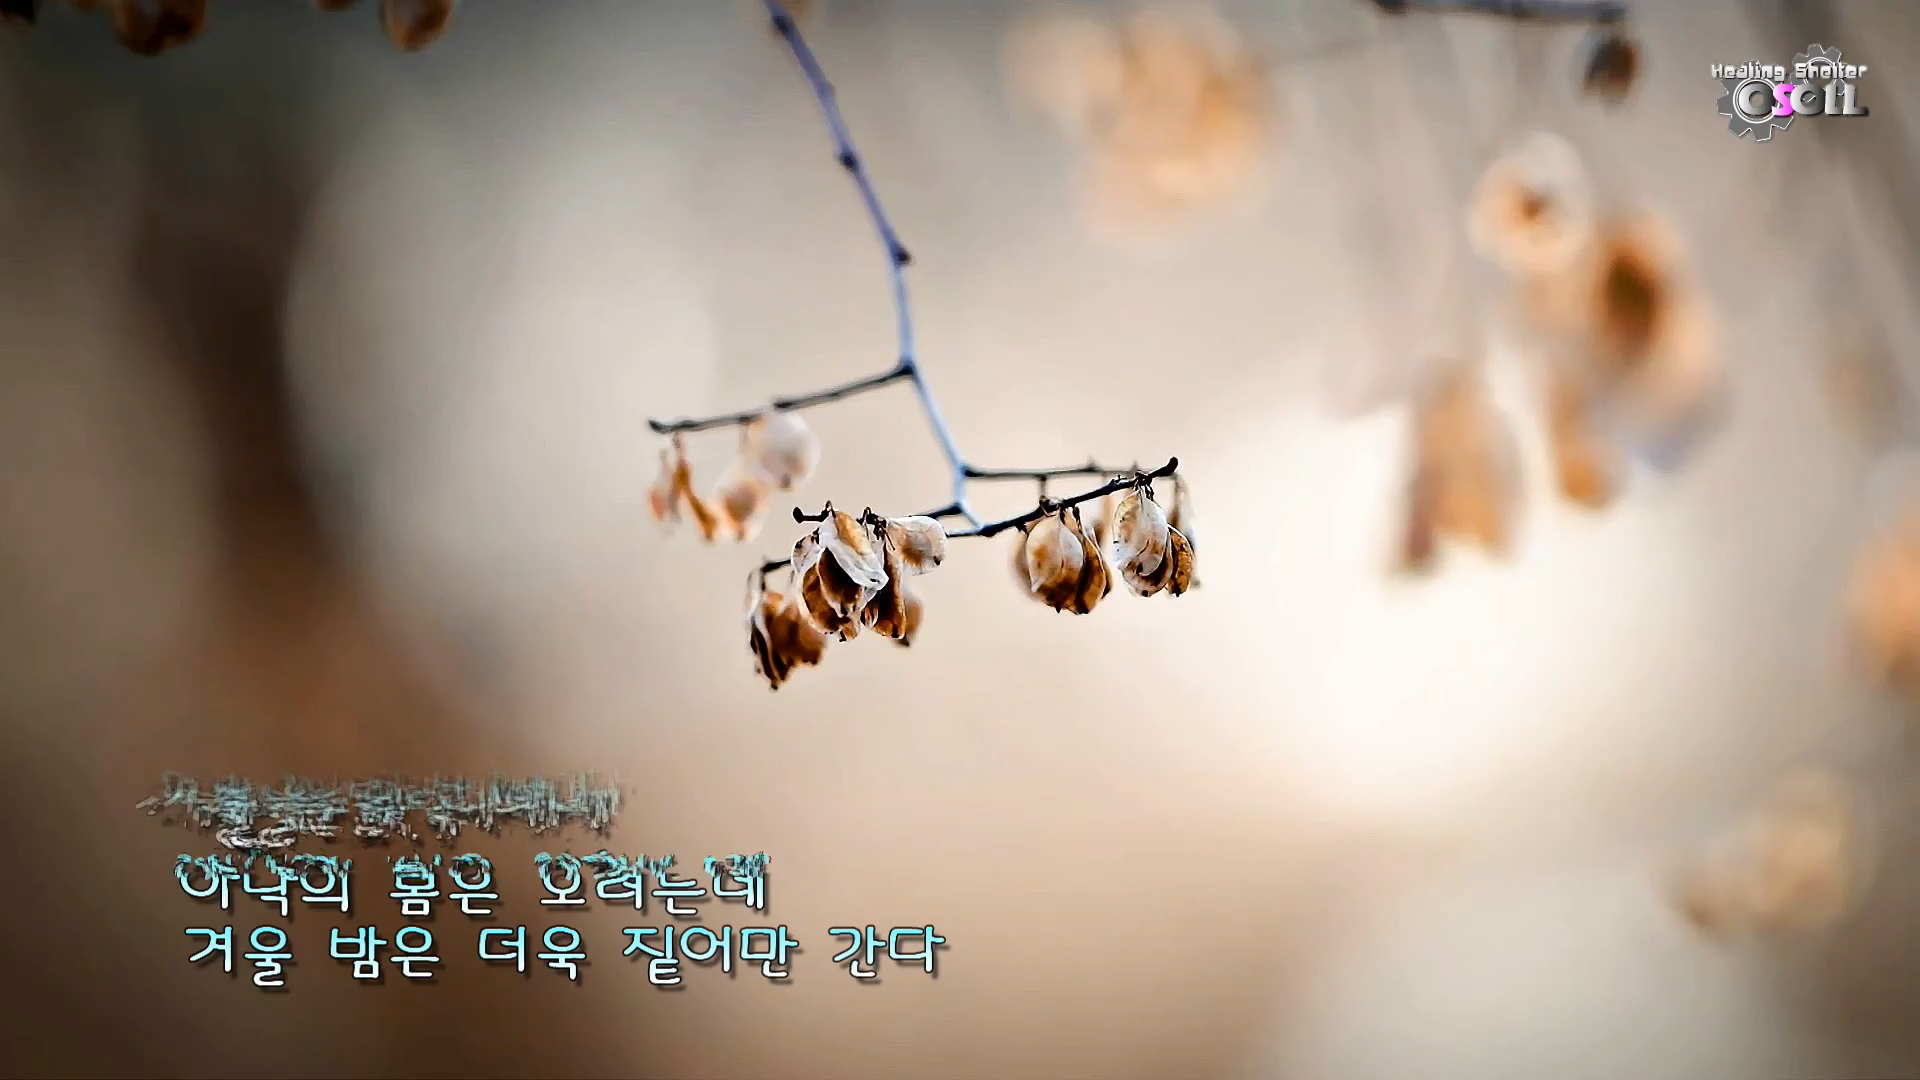 Healing Shelter
OSOLL
아낙의 봄은 오려는데
겨울 밤은 더욱 짙어만 간다